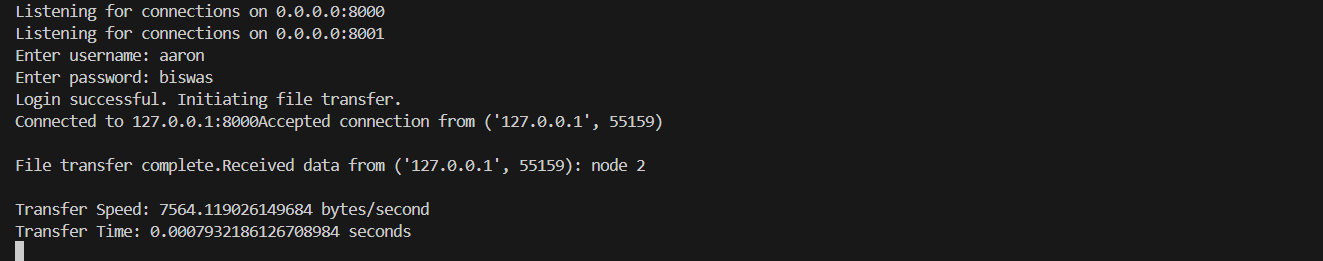 Listening for connections on 0.0.0.0:8000
Listening for connections on 0.0.0.0:8001
Enter username: aaron
Enter password: biswas
Login successful. Initiating file transfer.
Connected to 127.0.0.1:8000Accepted connection from ('127.0.0.1', 55159)
File transfer complete.Received data from ('127.0.0.1', 55159): node 2
Transfer Speed: 7564.119026149684 bytes/second
Transfer Time: 0.0007932186126708984 seconds